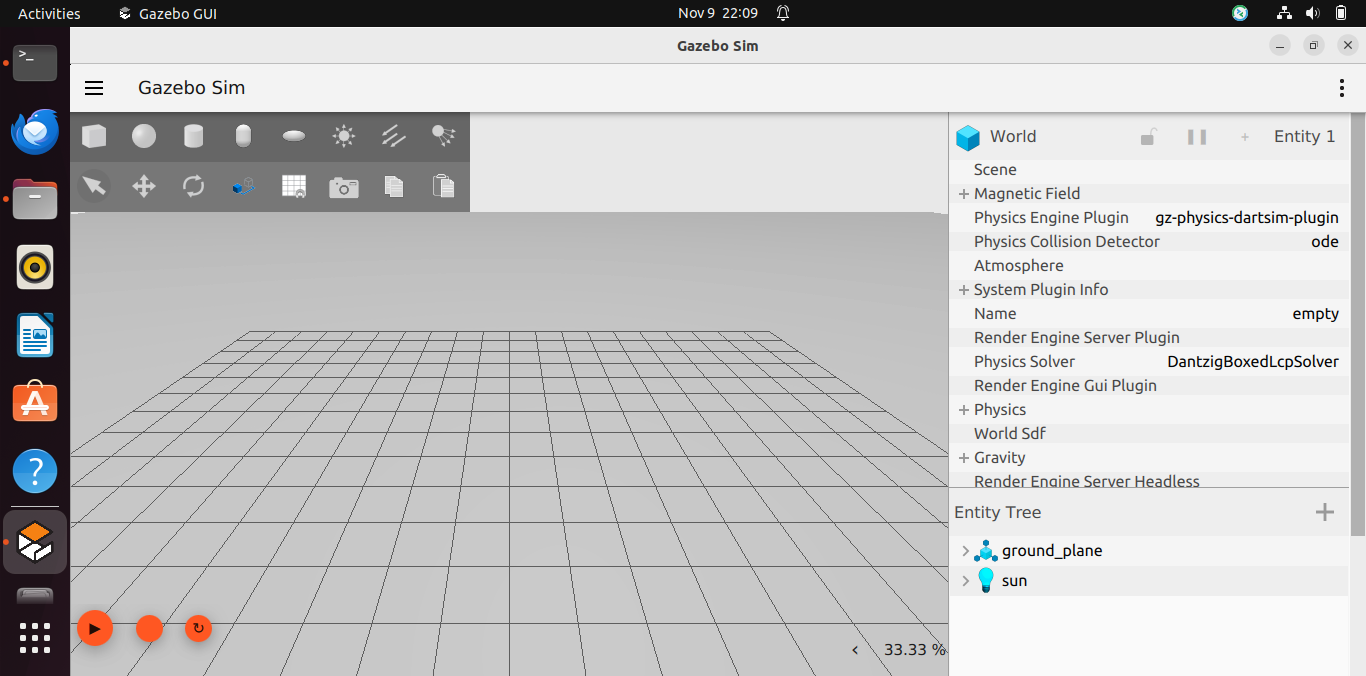 Activities
Gazebo GUI
Nov 9 22:09
Gazebo Sim
Gazebo Sim
World
Entity 1
Scene
Magnetic Field
Physics Engine Plugin gz-physics-dartsim-plugin
Physics Collision Detector ode
Atmosphere
System Plugin Info
Name empty
Render Engine Server Plugin
Physics Solver DantzigBoxedLcpSolver
Render Engine Gui Plugin
Physics
World Sdf
Gravity
Render Engine Server Headless
Entity Tree
ground_plane
sun
33.33 %